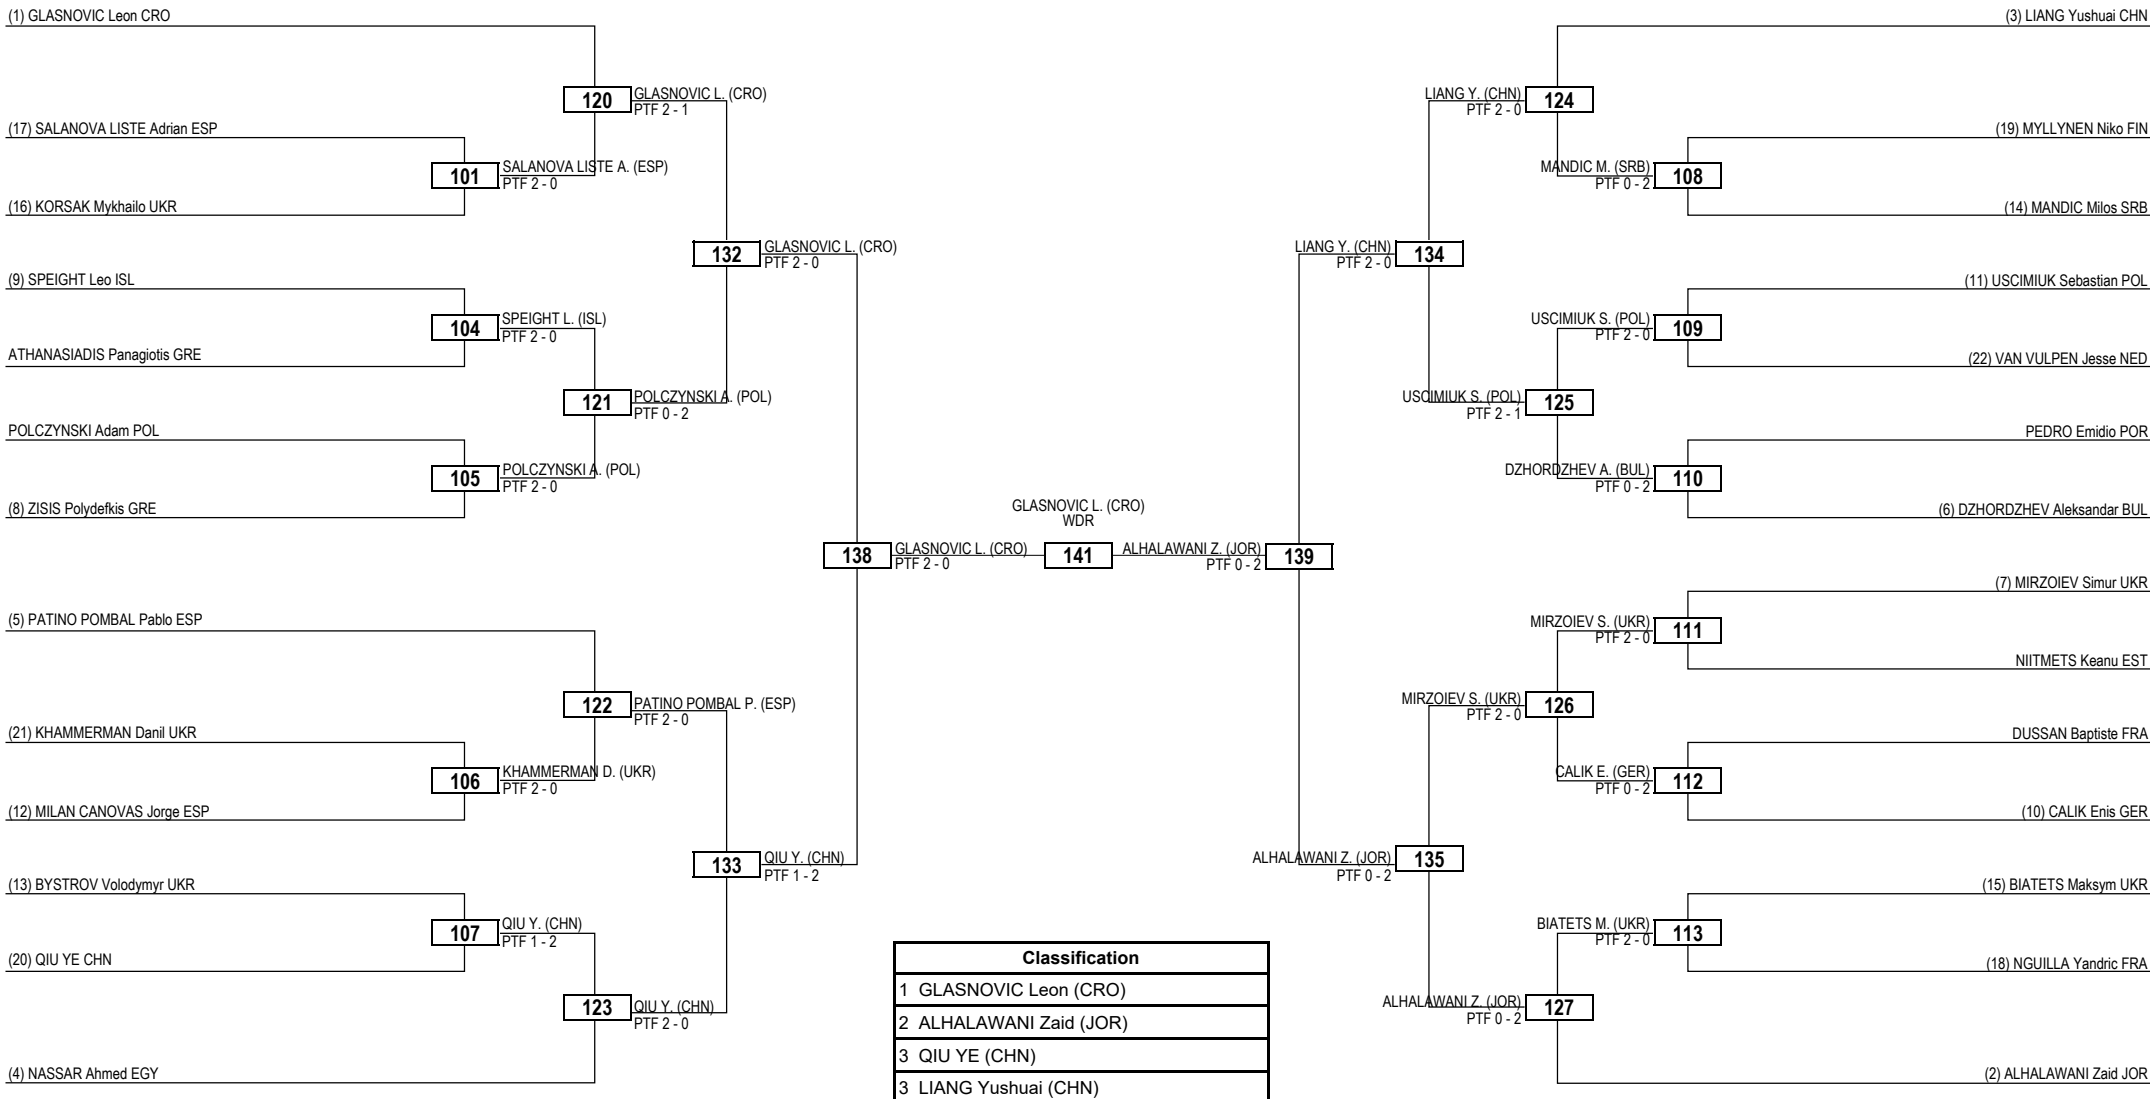 (1) GLASNOVIC Leon CRO
(3) LIANG Yushuai CHN
120
GLASNOVIC L. (CRO)
PTF 2 - 1
LIANG Y. (CHN)
PTF 2 - 0
124
(17) SALANOVA LISTE Adrian ESP
(19) MYLLYNEN Niko FIN
101
SALANOVA LISTE A. (ESP)
PTF 2 - 0
MANDIC M. (SRB)
PTF 0 - 2
108
(16) KORSAK Mykhailo UKR
(14) MANDIC Milos SRB
132
GLASNOVIC L. (CRO)
PTF 2 - 0
LIANG Y. (CHN)
PTF 2 - 0
134
(9) SPEIGHT Leo ISL
(11) USCIMIUK Sebastian POL
104
SPEIGHT L. (ISL)
PTF 2 - 0
USCIMIUK S. (POL)
PTF 2 - 0
109
ATHANASIADIS Panagiotis GRE
(22) VAN VULPEN Jesse NED
121
POLCZYNSKI A. (POL)
PTF 0 - 2
USCIMIUK S. (POL)
PTF 2 - 1
125
POLCZYNSKI Adam POL
PEDRO Emidio POR
105
POLCZYNSKI A. (POL)
PTF 2 - 0
DZHORDZHEV A. (BUL)
PTF 0 - 2
110
(8) ZISIS Polydefkis GRE
(6) DZHORDZHEV Aleksandar BUL
GLASNOVIC L. (CRO)
WDR
138
GLASNOVIC L. (CRO)
PTF 2 - 0
141
ALHALAWANI Z. (JOR)
PTF 0 - 2
139
(7) MIRZOIEV Simur UKR
(5) PATINO POMBAL Pablo ESP
MIRZOIEV S. (UKR)
PTF 2 - 0
111
NIITMETS Keanu EST
122
PATINO POMBAL P. (ESP)
PTF 2 - 0
MIRZOIEV S. (UKR)
PTF 2 - 0
126
(21) KHAMMERMAN Danil UKR
DUSSAN Baptiste FRA
106
KHAMMERMAN D. (UKR)
PTF 2 - 0
CALIK E. (GER)
PTF 0 - 2
112
(12) MILAN CANOVAS Jorge ESP
(10) CALIK Enis GER
133
QIU Y. (CHN)
PTF 1 - 2
ALHALAWANI Z. (JOR)
PTF 0 - 2
135
(13) BYSTROV Volodymyr UKR
(15) BIATETS Maksym UKR
107
QIU Y. (CHN)
PTF 1 - 2
BIATETS M. (UKR)
PTF 2 - 0
113
(20) QIU YE CHN
(18) NGUILLA Yandric FRA
123
QIU Y. (CHN)
PTF 2 - 0
ALHALAWANI Z. (JOR)
PTF 0 - 2
127
(4) NASSAR Ahmed EGY
(2) ALHALAWANI Zaid JOR
Classification
1 GLASNOVIC Leon (CRO)
2 ALHALAWANI Zaid (JOR)
3 QIU YE (CHN)
3 LIANG Yushuai (CHN)